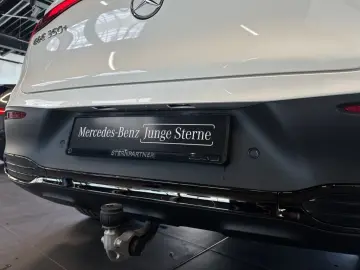 EQE 350+
Mercedes-Benz Junge Sterne
STERNPARTNER